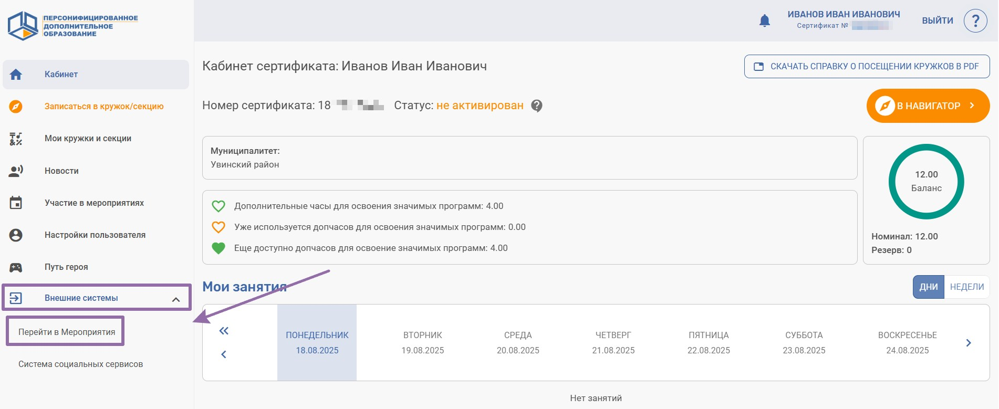 ПЕРСОНИФИЦИРОВАННОЕ
ДОПОЛНИТЕЛЬНОЕ
ОБРАЗОВАНИЕ
ИВАНОВ ИВАН ИВАНОВИЧ
Сертификат №
ВЫЙТИ
?
Кабинет
Записаться в кружок/секцию
Мои кружки и секции
Новости
Участие в мероприятиях
Настройки пользователя
Путь героя
Внешние системы
Перейти в Мероприятия
Система социальных сервисов
Кабинет сертификата: Иванов Иван Иванович
СКАЧАТЬ СПРАВКУ О ПОСЕЩЕНИИ КРУЖКОВ В PDF
Номер сертификата: 18 Статус: не активирован ?
В НАВИГАТОР
Муниципалитет:
Увинский район
Дополнительные часы для освоения значимых программ: 4.00
Уже используется допчасов для освоения значимых программ: 0.00
Еще доступно допчасов для освоение значимых программ: 4.00
12.00
Баланс
Номинал: 12.00
Резерв: 0
Мои занятия
ДНИ НЕДЕЛИ
ПОНЕДЕЛЬНИК
18.08.2025
ВТОРНИК
19.08.2025
СРЕДА
20.08.2025
ЧЕТВЕРГ
21.08.2025
ПЯТНИЦА
22.08.2025
СУББОТА
23.08.2025
ВОСКРЕСЕНЬЕ
24.08.2025
Нет занятий